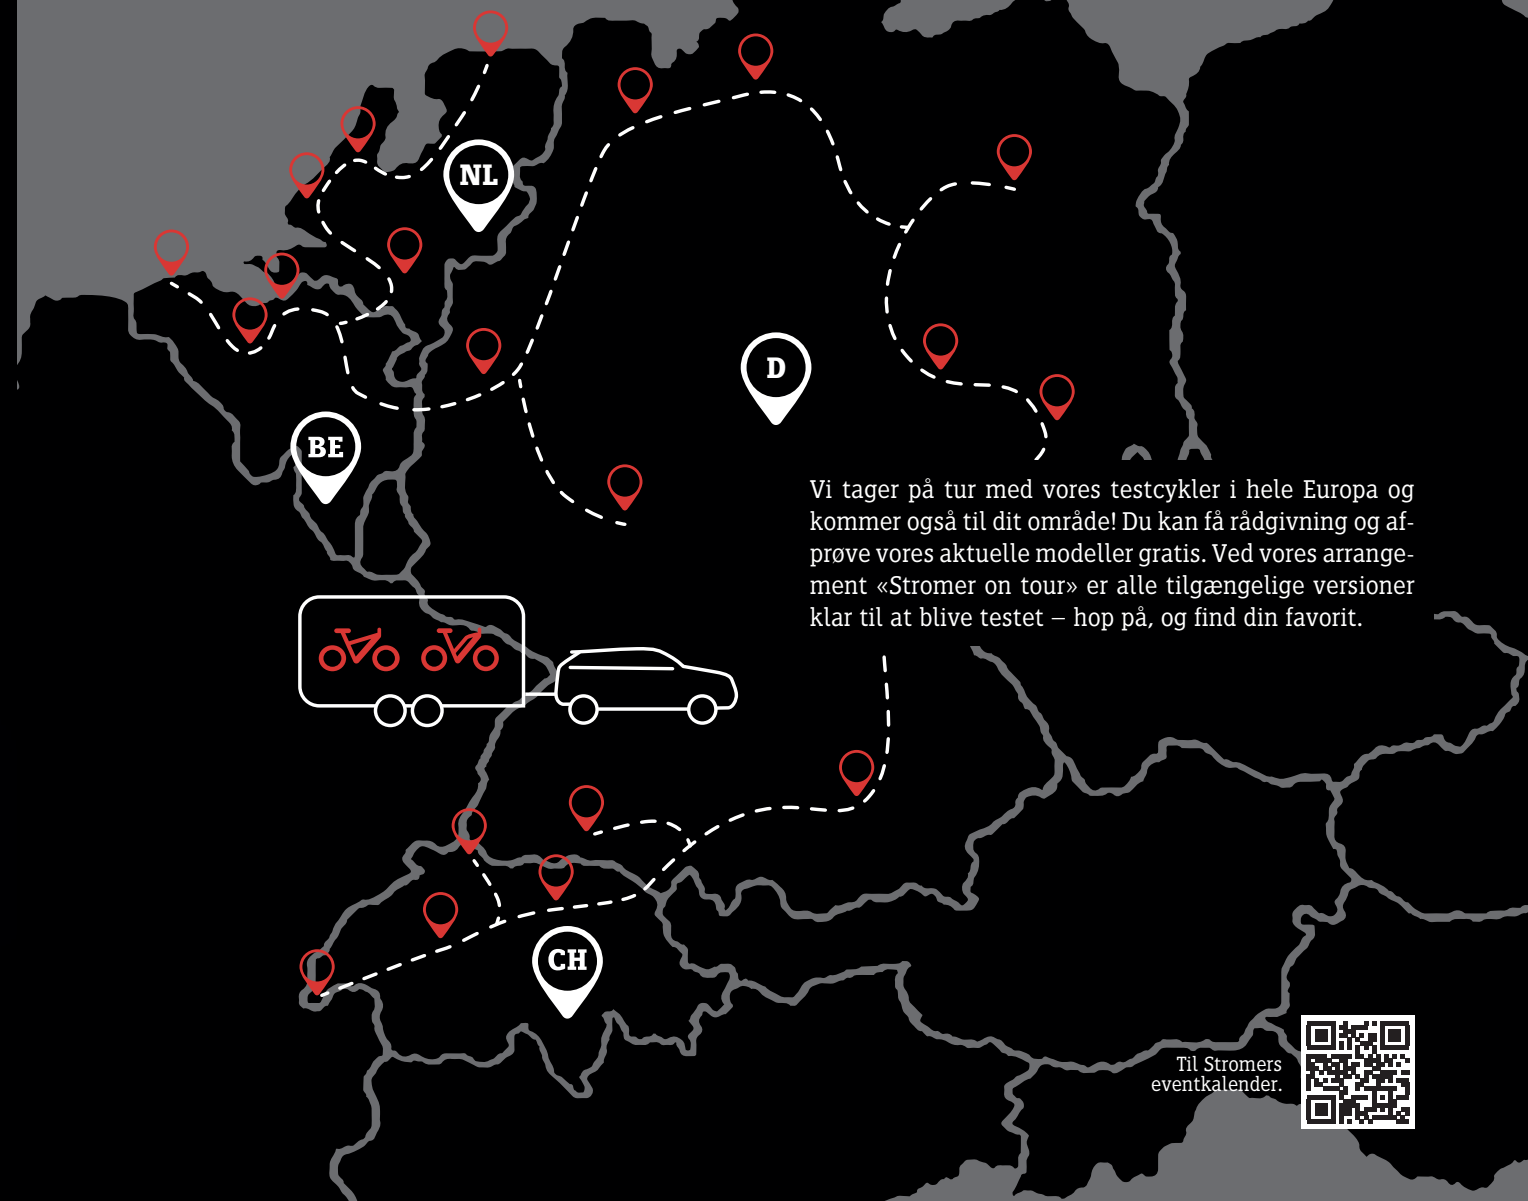 NL
D
BE
Vi tager på tur med vores testcykler i hele Europa og
kommer også til dit område! Du kan få rådgivning og af-
prøve vores aktuelle modeller gratis. Ved vores arrange-
ment «Stromer on tour» er alle tilgængelige versioner
klar til at blive testet – hop på, og find din favorit.
CH
Til Stromers
eventkalender.